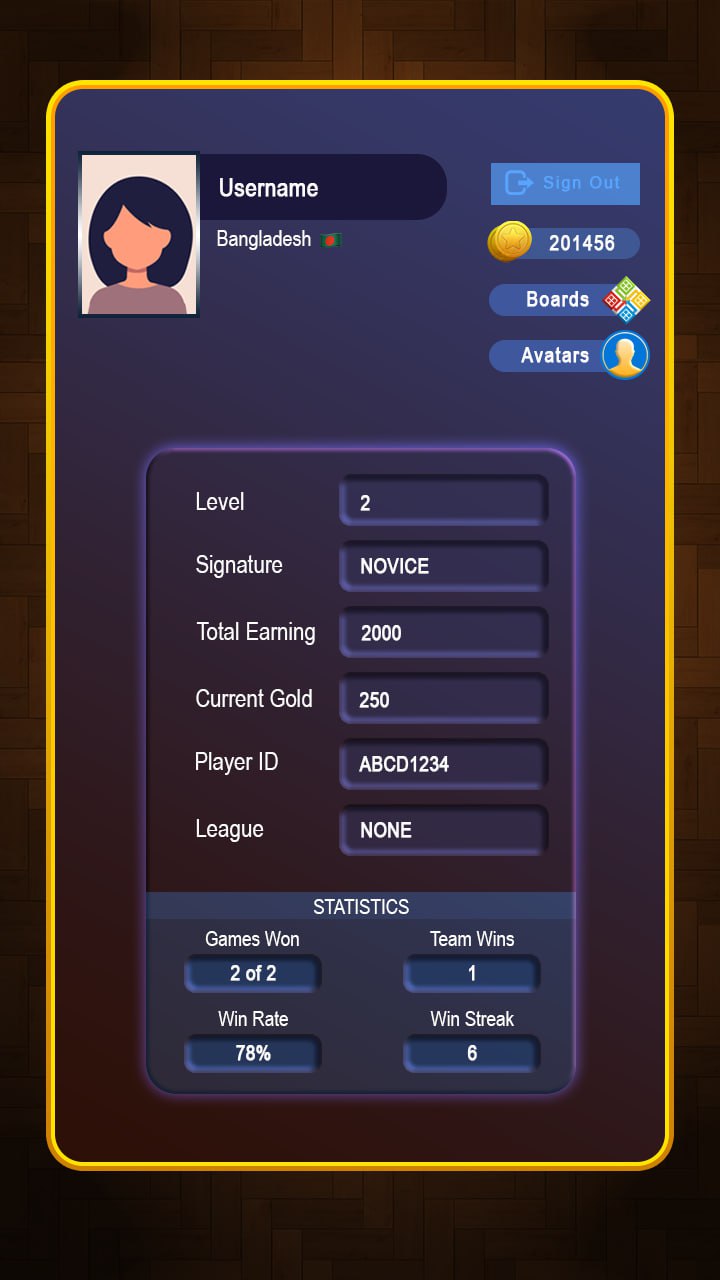 Username
Bangladesh
Sign Out
201456
Boards
Avatars
Level
2
Signature
NOVICE
Total Earning
2000
Current Gold
250
Player ID
ABCD1234
League
NONE
STATISTICS
Games Won
Team Wins
2 of 2
1
Win Rate
Win Streak
78%
6